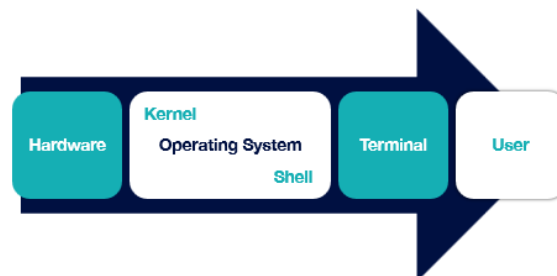 Hardware
Kernel
Operating System
Shell
Terminal
User